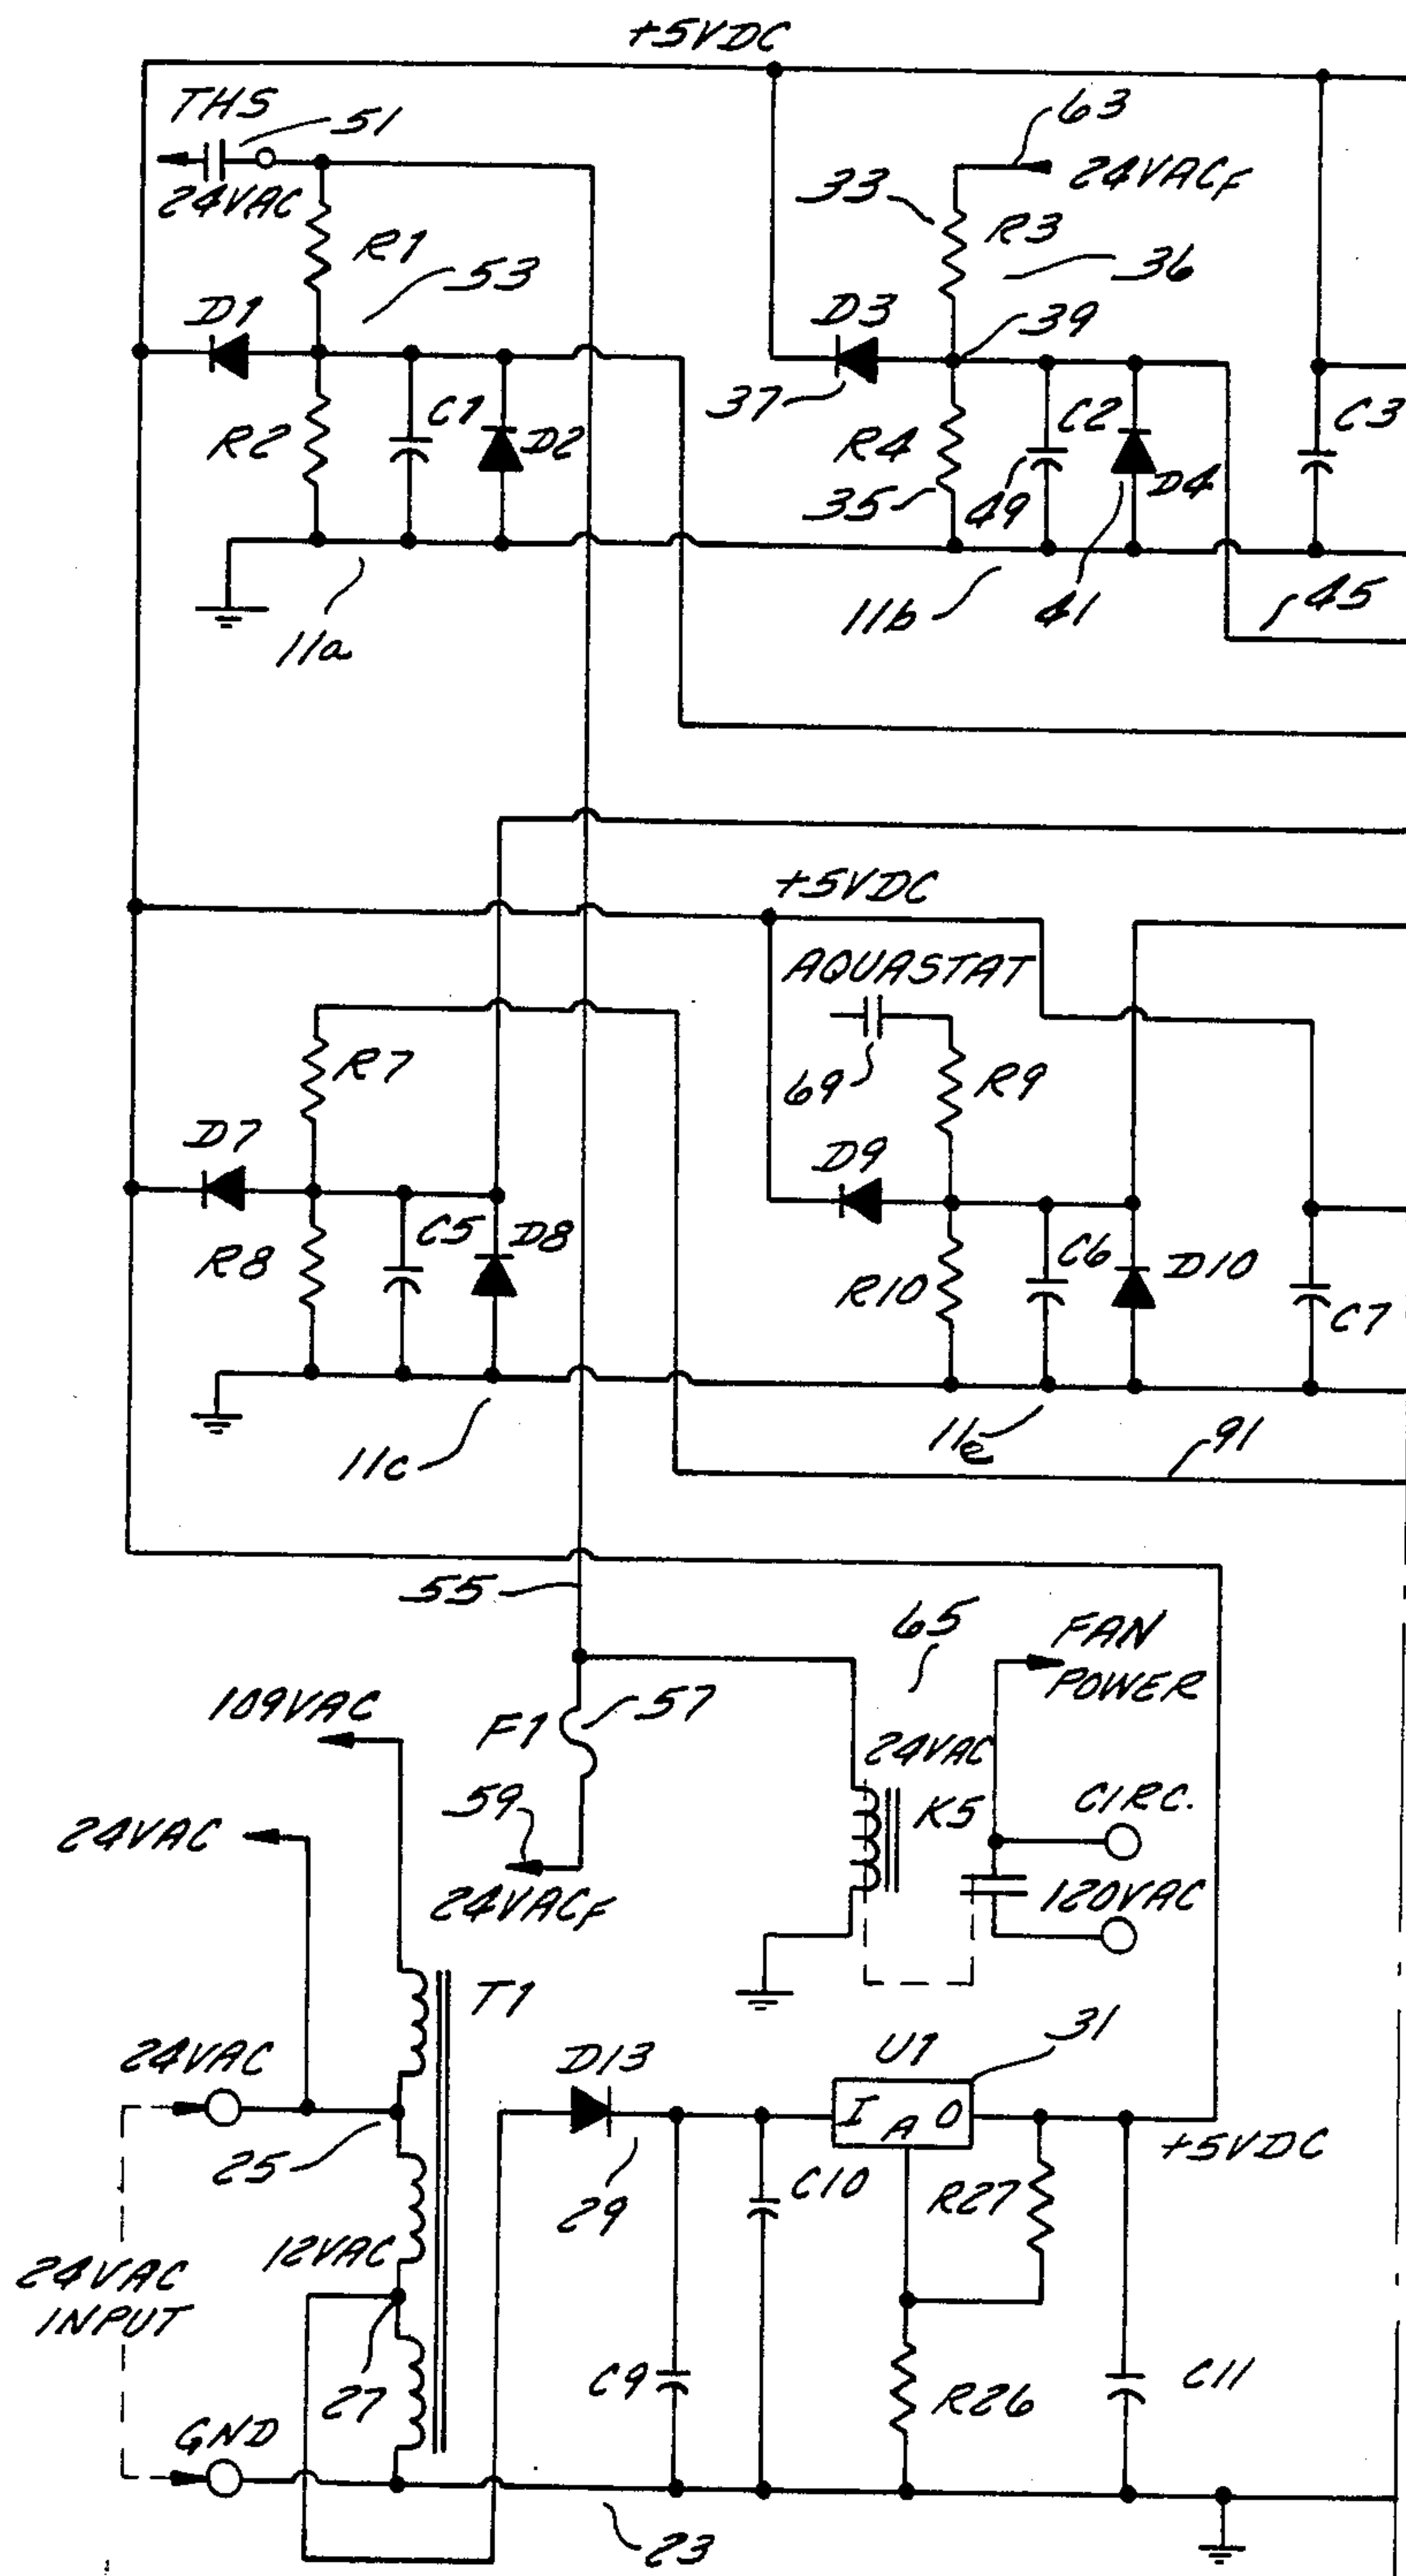 +5VDC
THS
51
24VAC
R1
53
D1
R2
C1
D2
11a
63
24VACF
33
R3
36
D3
39
37
R4
C2
35
49
D4
41
11b
45
C3
+5VDC
AQUASTAT
R7
69
R9
D7
D9
R8
C5
D8
R10
C6
D10
C7
11c
11e
91
55
65
FAN
POWER
109VAC
F1
57
24VAC
59
24VAC
K5
CIRC.
24VACF
120VAC
T1
24VAC
D13
U1
31
I A O
+5VDC
25
29
C10
R27
12VAC
24VAC
INPUT
27
C9
R26
C11
GND
23